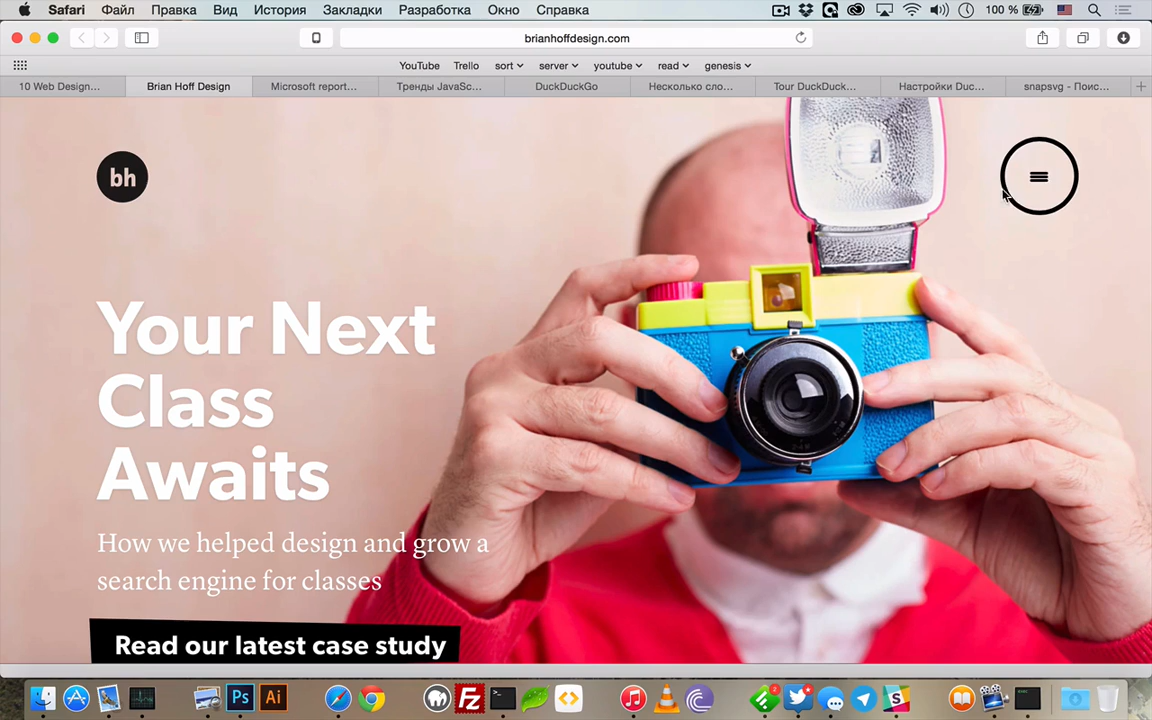 Safari Файл Правка Вид История Закладки Разработка Окно Справка 100 %
brianhoffdesign.com
YouTube Trello sort server youtube read genesis
10 Web Design... Brian Hoff Design Microsoft report... Тренды JavaSc... DuckDuckGo Несколько сло... Tour DuckDuck... Настройки Duc... snapsvg - Поис...
bh
Your Next
Class
Awaits
How we helped design and grow a
search engine for classes
Read our latest case study
Ps Ai Fz